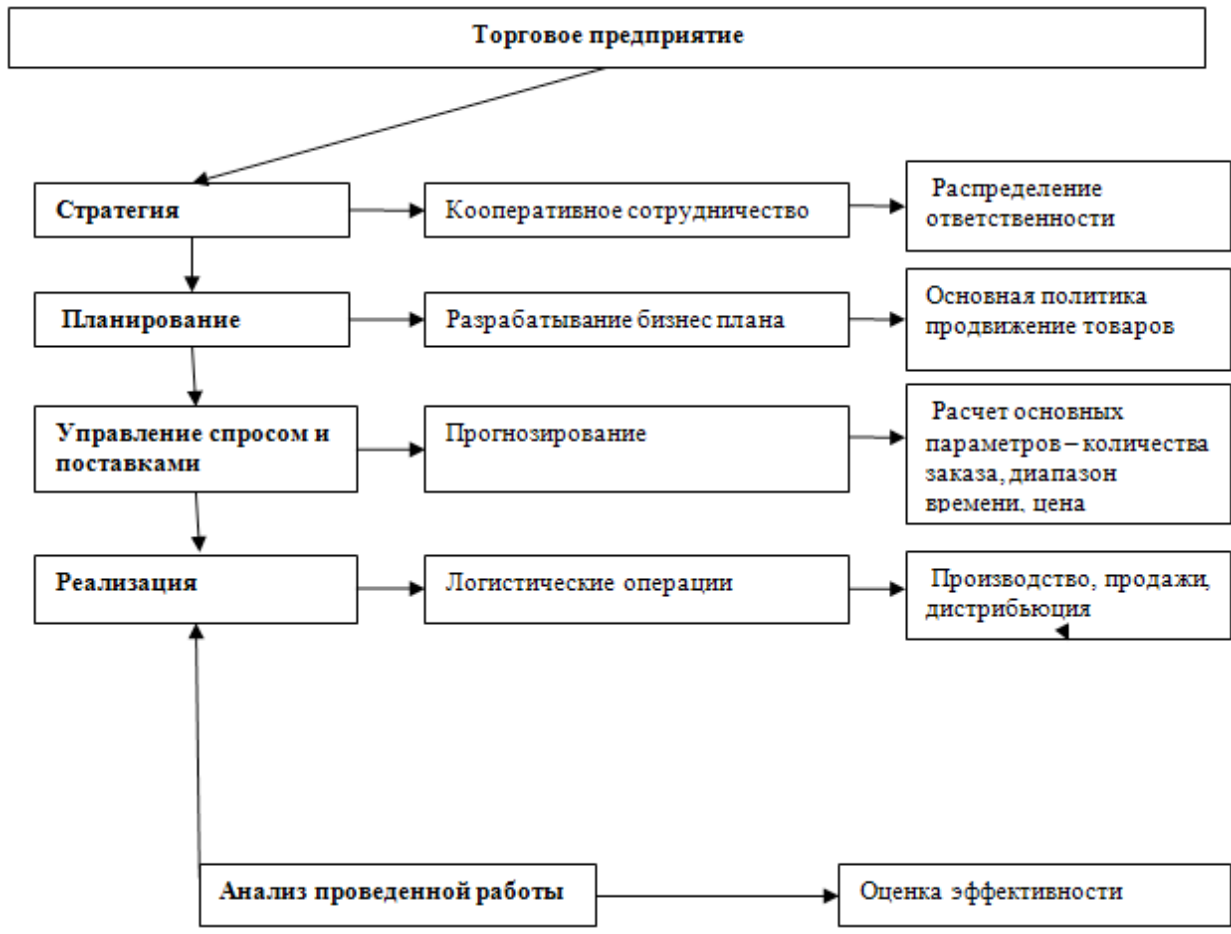 Торговое предприятие
Стратегия
Кооперативное сотрудничество
Распределение
ответственности
Планирование
Разрабатывание бизнес плана
Основная политика
продвижение товаров
Управление спросом и
поставками
Прогнозирование
Расчет основных
параметров – количества
заказа, диапазон
времени, цена
Реализация
Логистические операции
Производство, продажи,
дистрибьюция
Анализ проведенной работы
Оценка эффективности